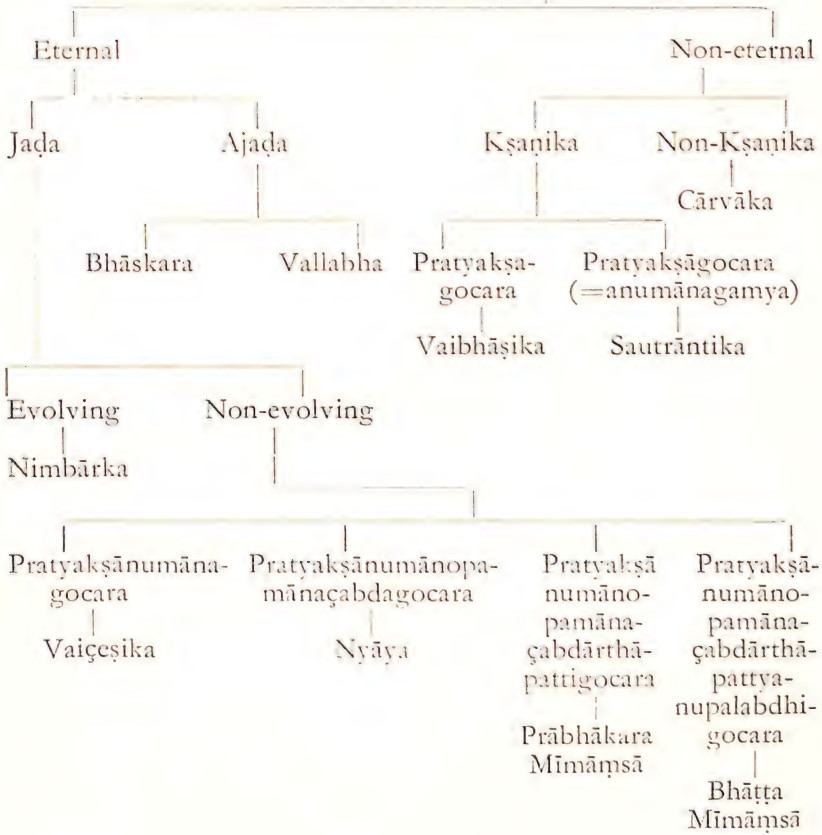 Eternal Non-eternal
Jaḍa Ajaḍa Kṣaṇika Non-Kṣaṇika
Cārvāka
Bhāskara Vallabha Pratyakṣa- Pratyakṣāgocara
gocara (=anumānagamya)
Vaibhāṣika Sautrāntika
Evolving Non-evolving
Nimbārka
Pratyakṣānumāna- Pratyakṣānumānopa- Pratyakṣā Pratyakṣā-
gocara mānaçabdagocara numāno- numāno-
pamāna- pamāna-
Vaiçeṣika Nyāya çabdārthā- çabdārthā-
pattigocara pattya-
nupalabdhi-
Prābhākara gocara
Mīmāṃsā
Bhāṭṭa
Mīmāṃsā